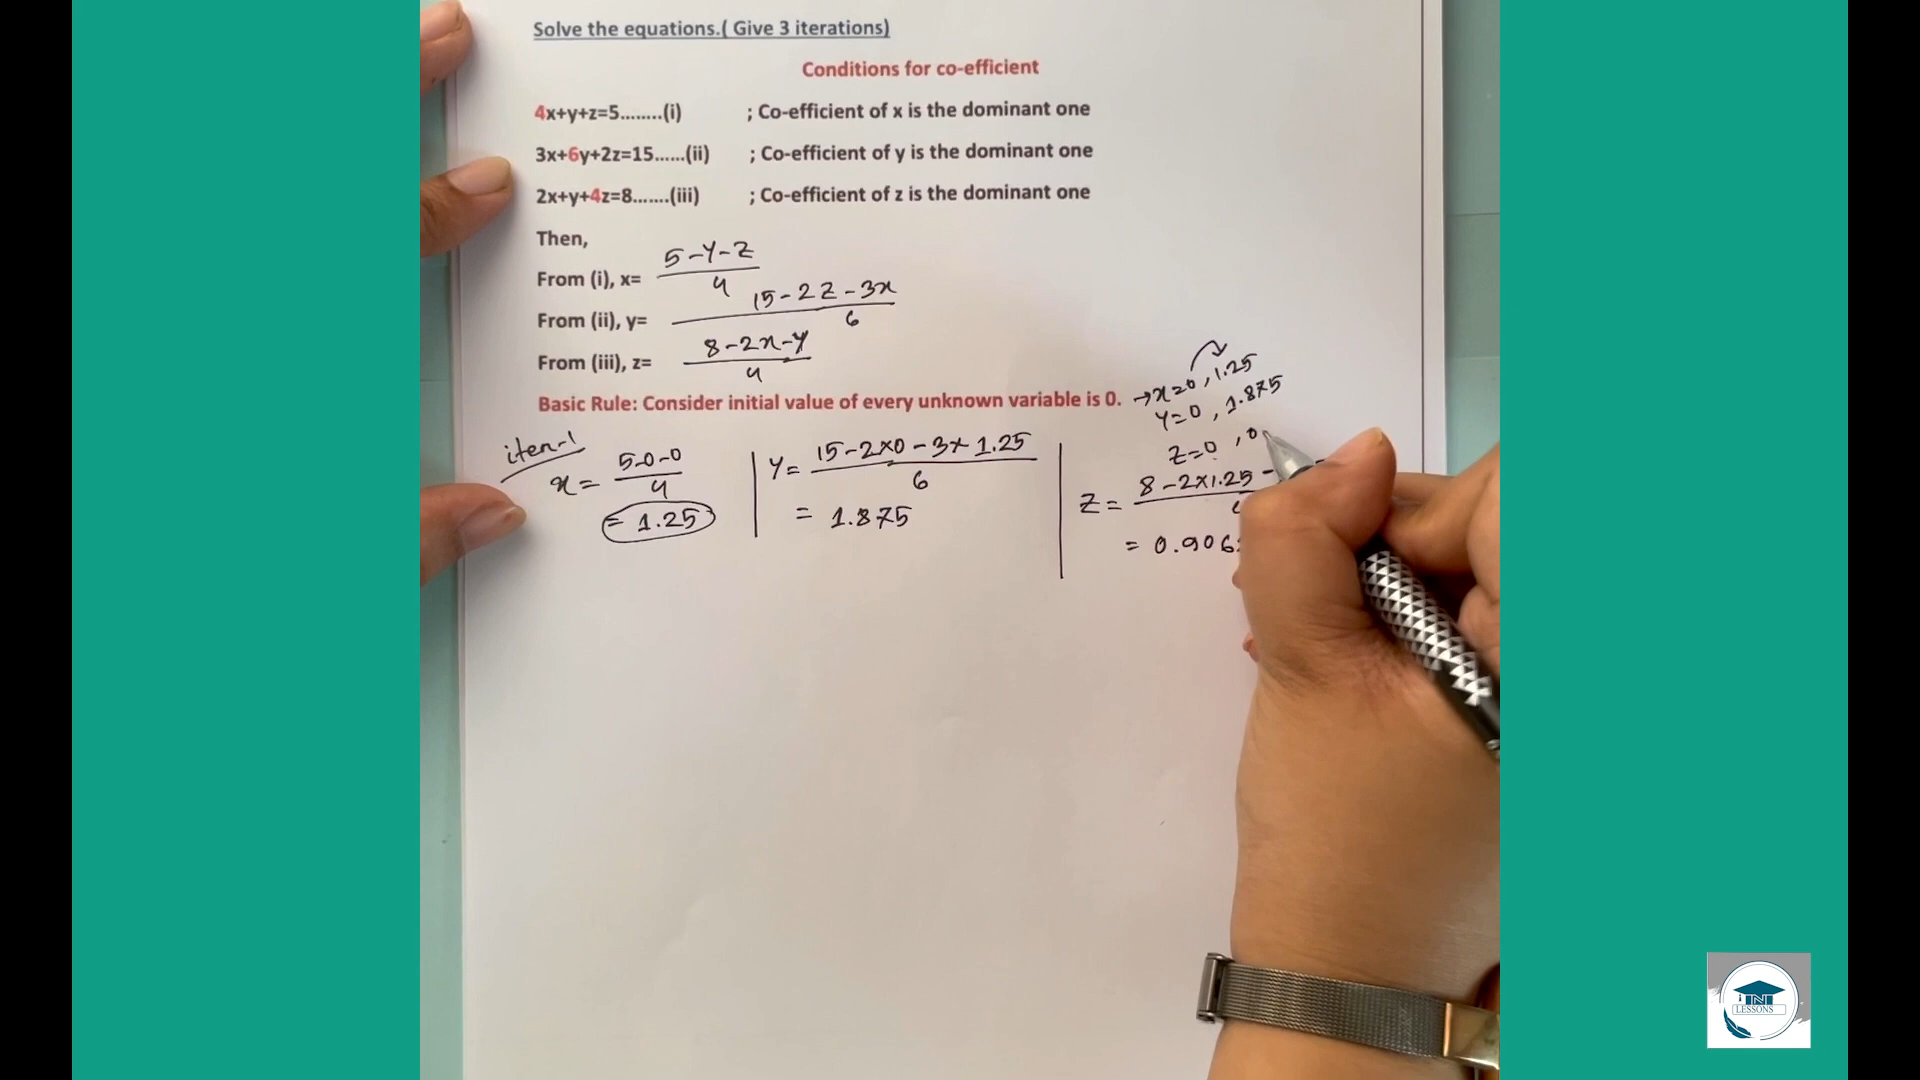 Solve the equations.( Give 3 iterations)
Conditions for co-efficient
4x+y+z=5........(i) ; Co-efficient of x is the dominant one
3x+6y+2z=15......(ii) ; Co-efficient of y is the dominant one
2x+y+4z=8.......(iii) ; Co-efficient of z is the dominant one
Then,
5-y-z
From (i), x=
4
15-2z-3x
From (ii), y=
6
8-2x-y
From (iii), z=
4
Basic Rule: Consider initial value of every unknown variable is 0.
→x=0, 1.25
y=0, 1.875
z=0, 0
iter-1
x= 5-0-0
4
= 1.25
y= 15-2×0-3×1.25
6
= 1.875
z= 8-2×1.25-
= 0.906
iNT
LESSONS